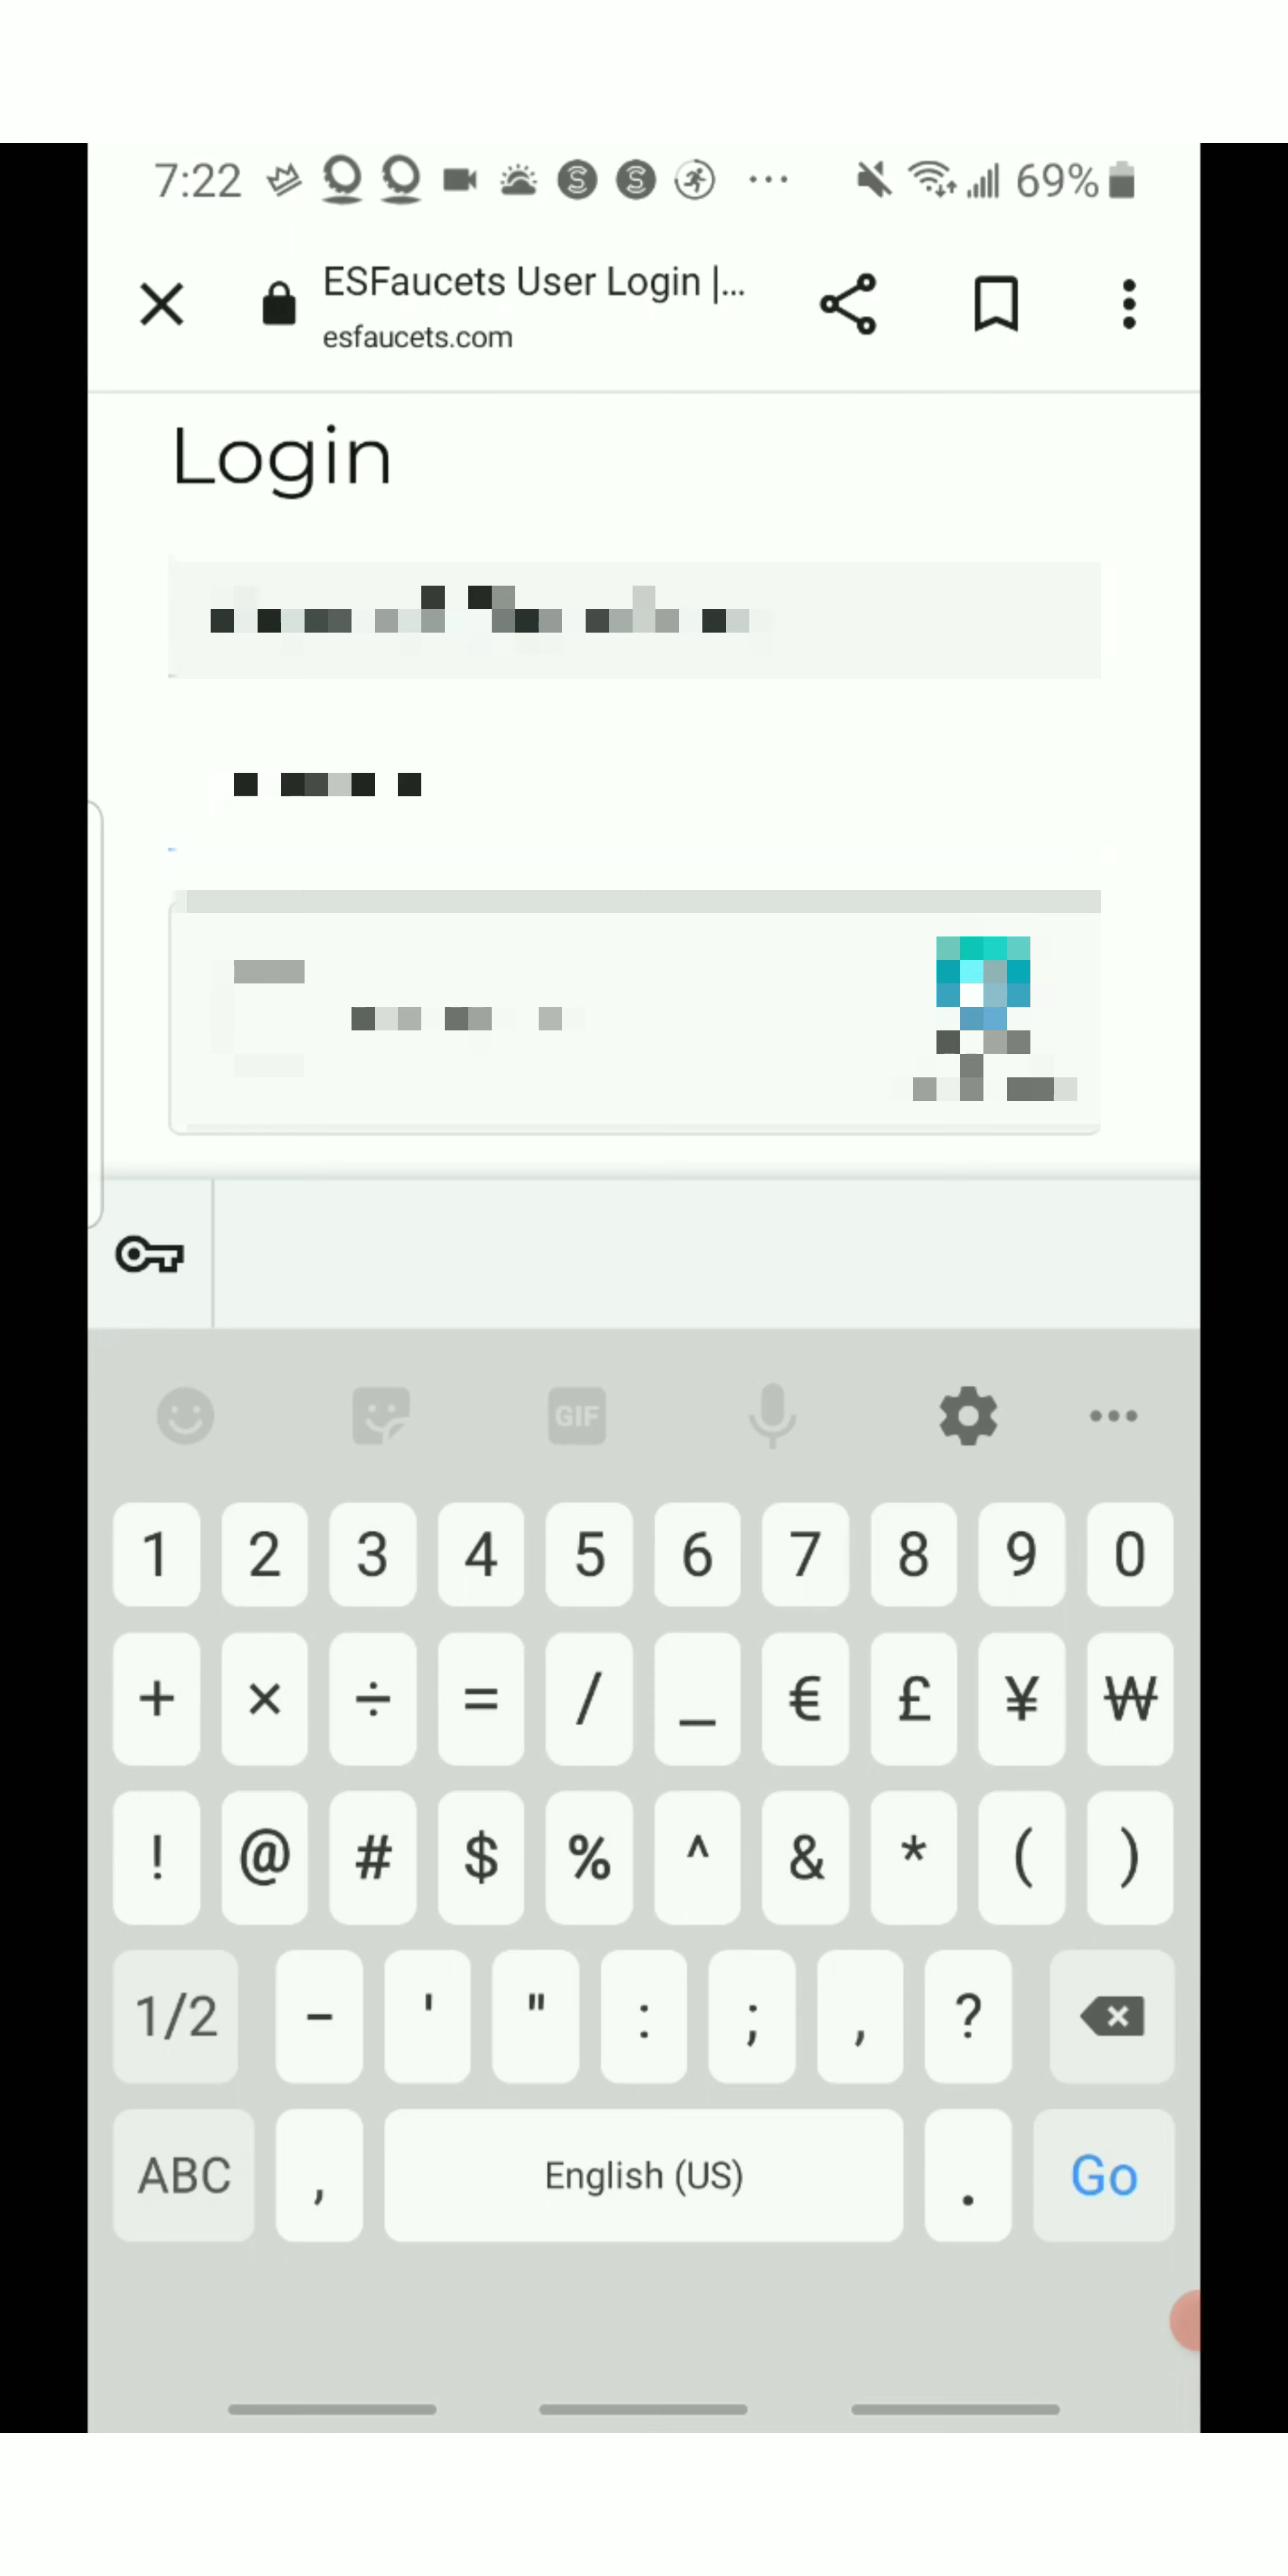 7:22
69%
ESFaucets User Login |...
esfaucets.com
Login
GIF
1 2 3 4 5 6 7 8 9 0
+ × ÷ = / _ € £ ¥ ₩
! @ # $ % ^ & * ( )
1/2 - ' " : ; , ?
ABC , English (US) . Go